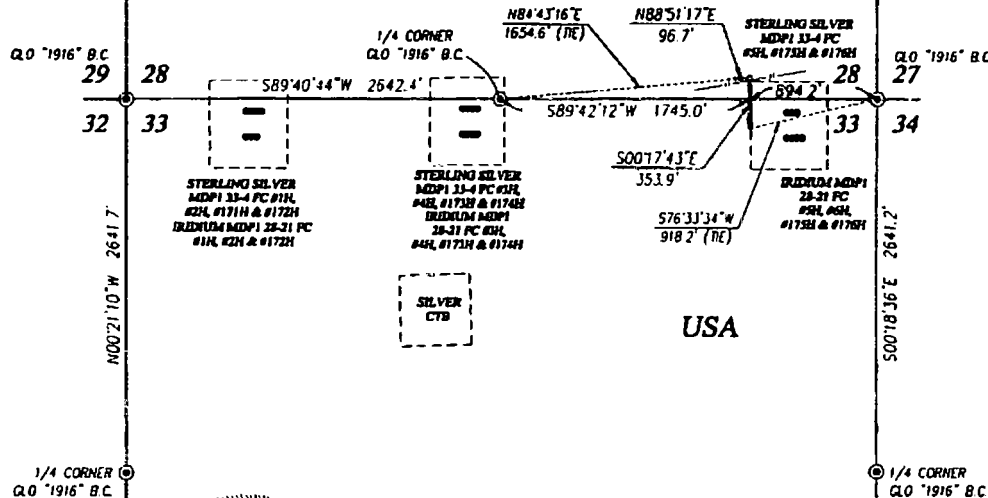 N84°43'16"E
1654.6' (TIE)
N88°51'17"E
96.7'
STERLING SILVER
MDP1 33-4 FC
#5H, #175H & #176H
1/4 CORNER
GLO "1916" B.C.
GLO "1916" B.C.
GLO "1916" B.C.
29 28
28 27
S89°40'44"W 2642.4'
894.2'
32 33
S89°42'12"W 1745.0'
33 34
S00°17'43"E
353.9'
STERLING SILVER
MDP1 33-4 FC #1H,
#2H, #171H & #172H
IRIDIUM MDP1 28-21 FC
#1H, #2H & #172H
STERLING SILVER
MDP1 33-4 FC #3H,
#4H, #173H & #174H
IRIDIUM MDP1
28-21 FC #3H,
#4H, #173H & #174H
IRIDIUM MDP1
28-21 FC
#5H, #6H,
#175H & #176H
S76°33'34"W
918.2' (TIE)
N00°21'10"W 2641.7'
S00°18'36"E 2641.2'
SILVER
CTB
USA
1/4 CORNER
GLO "1916" B.C.
1/4 CORNER
GLO "1916" B.C.